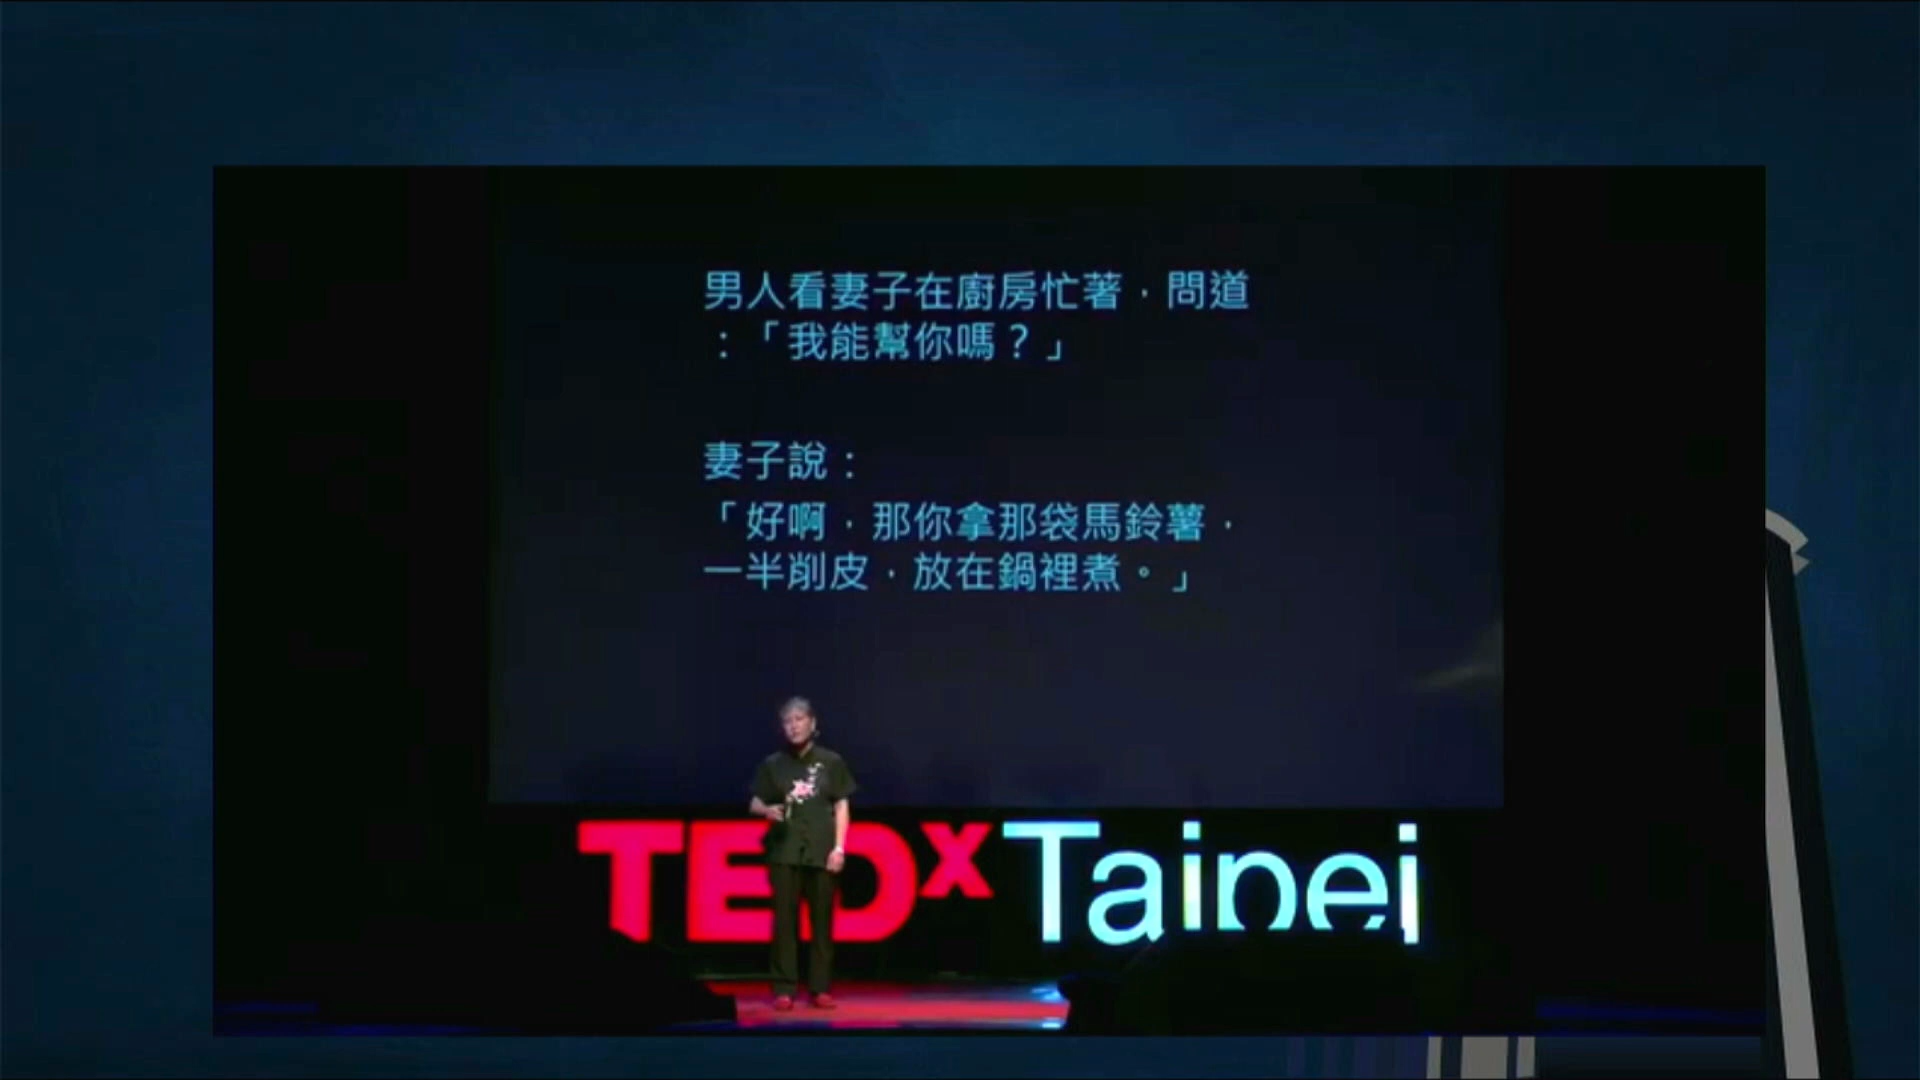 男人看妻子在廚房忙著，問道
：「我能幫你嗎？」
妻子說：
「好啊，那你拿那袋馬鈴薯，
一半削皮，放在鍋裡煮。」
TEDxTaipei